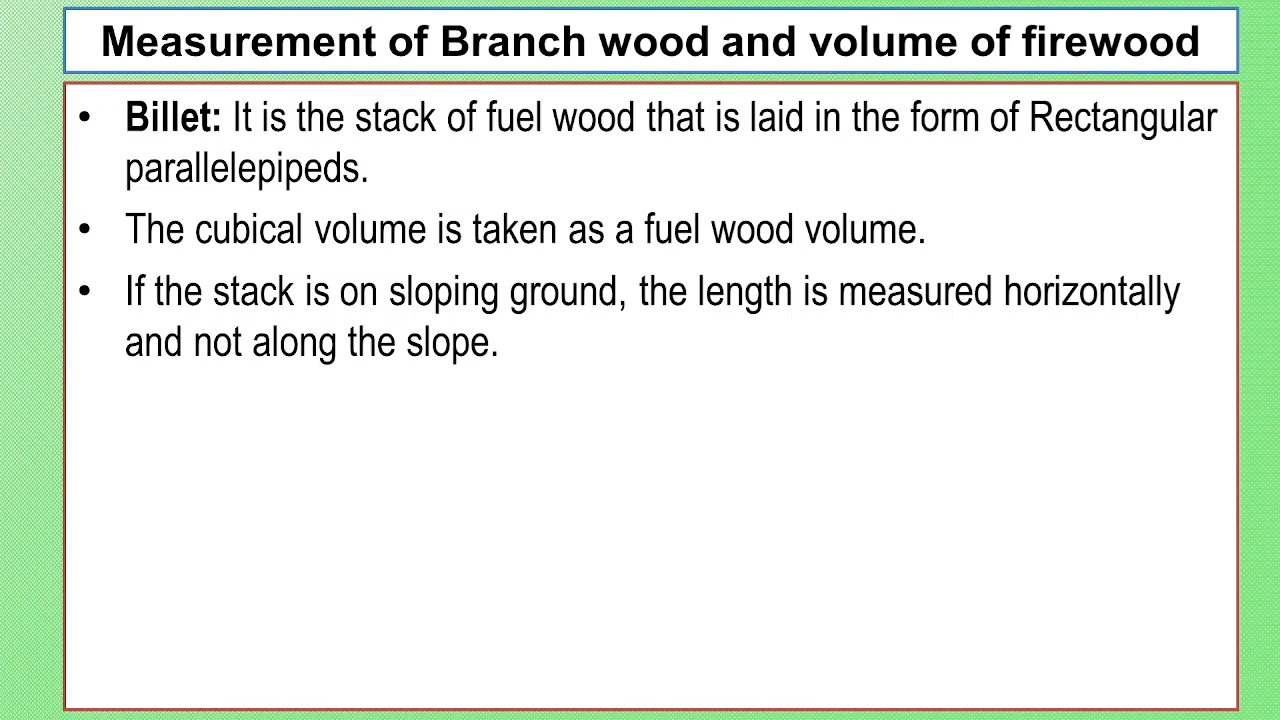 Measurement of Branch wood and volume of firewood
• Billet: It is the stack of fuel wood that is laid in the form of Rectangular
parallelepipeds.
• The cubical volume is taken as a fuel wood volume.
• If the stack is on sloping ground, the length is measured horizontally
and not along the slope.